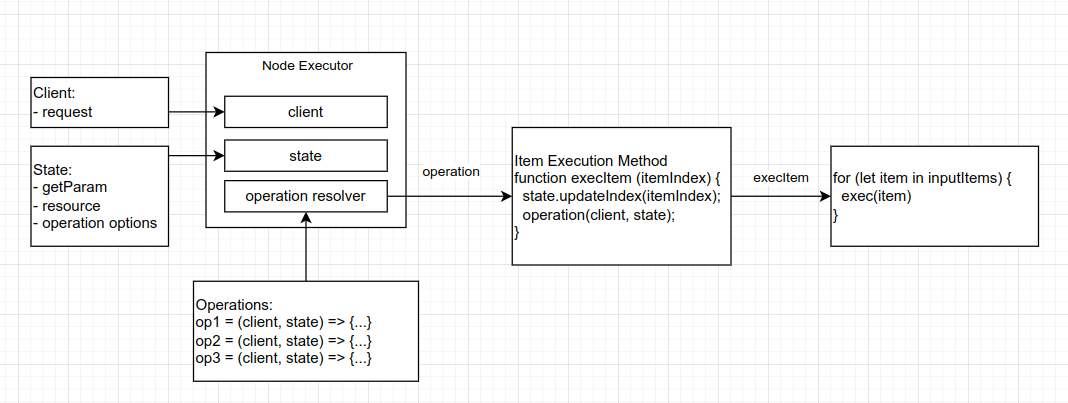 Node Executor
Client:
- request
client
State:
- getParam
- resource
- operation options
state
operation resolver
operation
Item Execution Method
function execItem (itemIndex) {
state.updateIndex(itemIndex);
operation(client, state);
}
execItem
for (let item in inputItems) {
exec(item)
}
Operations:
op1 = (client, state) => {...}
op2 = (client, state) => {...}
op3 = (client, state) => {...}